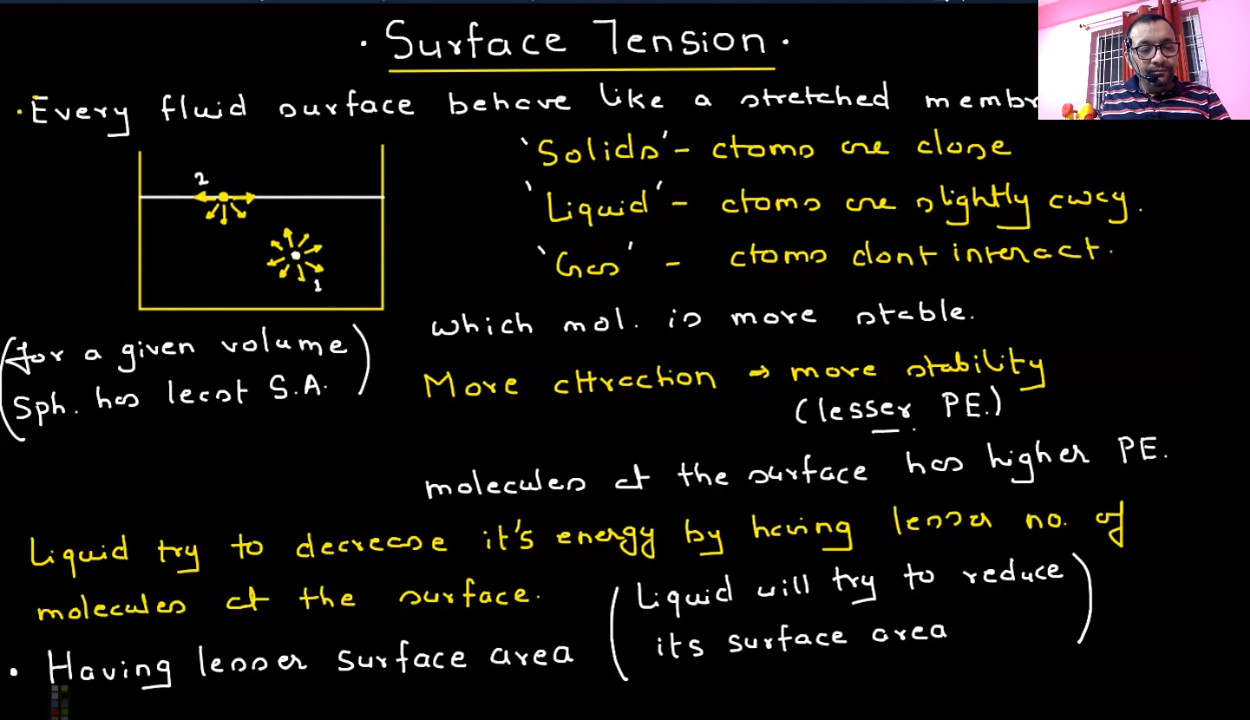 · Surface Tension ·
· Every fluid surface behave like a stretched memb
'Solids' - atoms are close
'Liquid' - atoms are slightly away.
'Gas' - atoms dont interact.
2
1
which mol. is more stable.
(for a given volume
Sph. has least S.A.)
More attraction → more stability
(lesser PE.)
molecules at the surface has higher PE.
Liquid try to decrease it's energy by having lesser no. of
molecules at the surface.
(Liquid will try to reduce
its surface area)
· Having lesser surface area